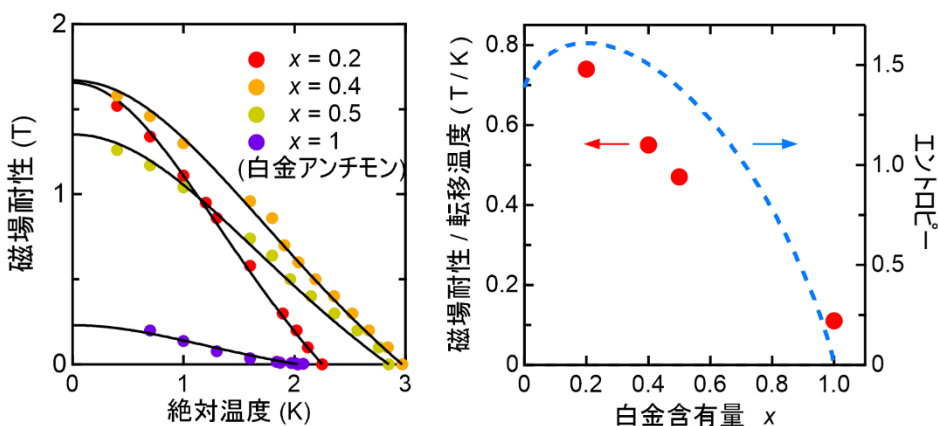 2
1
0
磁場耐性 (T)
0
1
2
3
絶対温度 (K)
x = 0.2
x = 0.4
x = 0.5
x = 1
(白金アンチモン)
0.8
0.6
0.4
0.2
0
磁場耐性 / 転移温度 ( T / K )
0
0.2
0.4
0.6
0.8
1.0
白金含有量 x
1.5
1.0
0.5
0
エントロピー